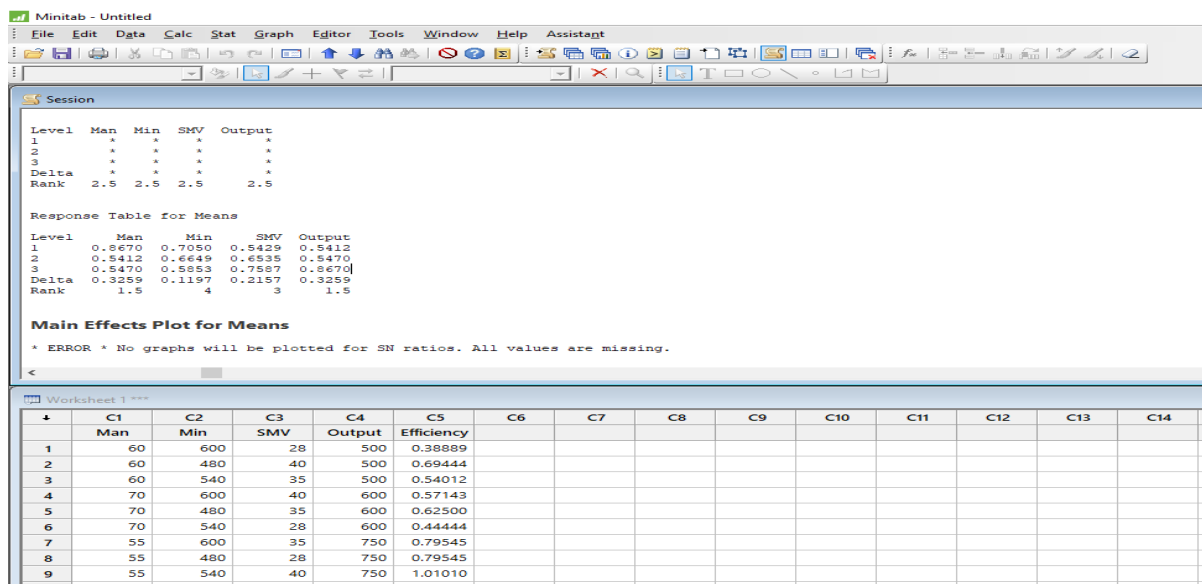 Minitab - Untitled
File Edit Data Calc Stat Graph Editor Tools Window Help Assistant
Session
Level Man Min SMV Output
1 * * * *
2 * * * *
3 * * * *
Delta * * * *
Rank 2.5 2.5 2.5 2.5
Response Table for Means
Level Man Min SMV Output
1 0.8670 0.7050 0.5429 0.5412
2 0.5412 0.6649 0.6535 0.5470
3 0.5470 0.5853 0.7587 0.8670
Delta 0.3259 0.1197 0.2157 0.3259
Rank 1.5 4 3 1.5
Main Effects Plot for Means
* ERROR * No graphs will be plotted for SN ratios. All values are missing.
Worksheet 1 ***
C1 C2 C3 C4 C5 C6 C7 C8 C9 C10 C11 C12 C13 C14
Man Min SMV Output Efficiency
1 60 600 28 500 0.38889
2 60 480 40 500 0.69444
3 60 540 35 500 0.54012
4 70 600 40 600 0.57143
5 70 480 35 600 0.62500
6 70 540 28 600 0.44444
7 55 600 35 750 0.79545
8 55 480 28 750 0.79545
9 55 540 40 750 1.01010